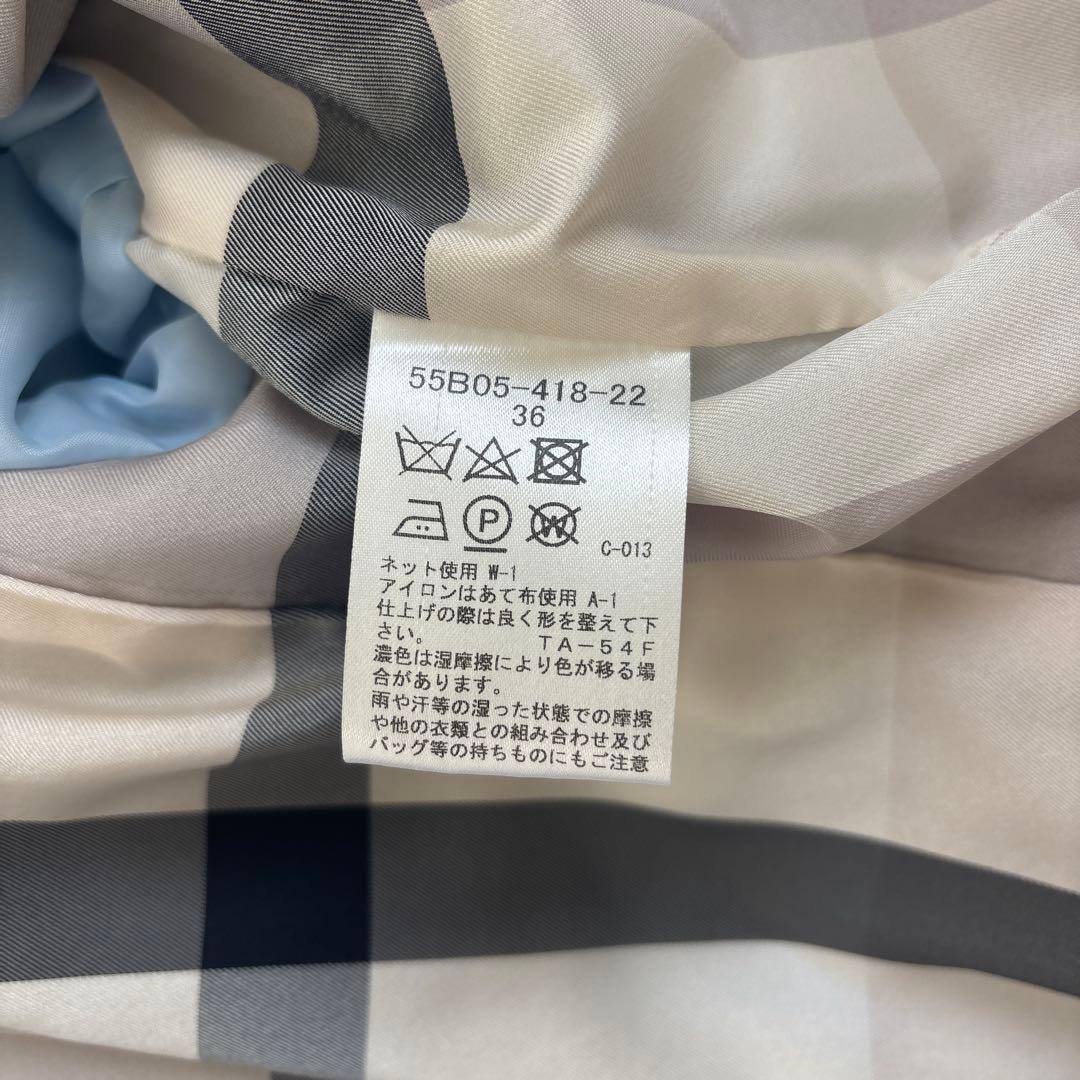 55B05-418-22
36
P W C-013
ネット使用 W-1
アイロンはあて布使用 A-1
仕上げの際は良く形を整えて下
さい。 TA-54F
濃色は湿摩擦により色が移る場
合があります。
雨や汗等の湿った状態での摩擦
や他の衣類との組み合わせ及び
バッグ等の持ちものにもご注意